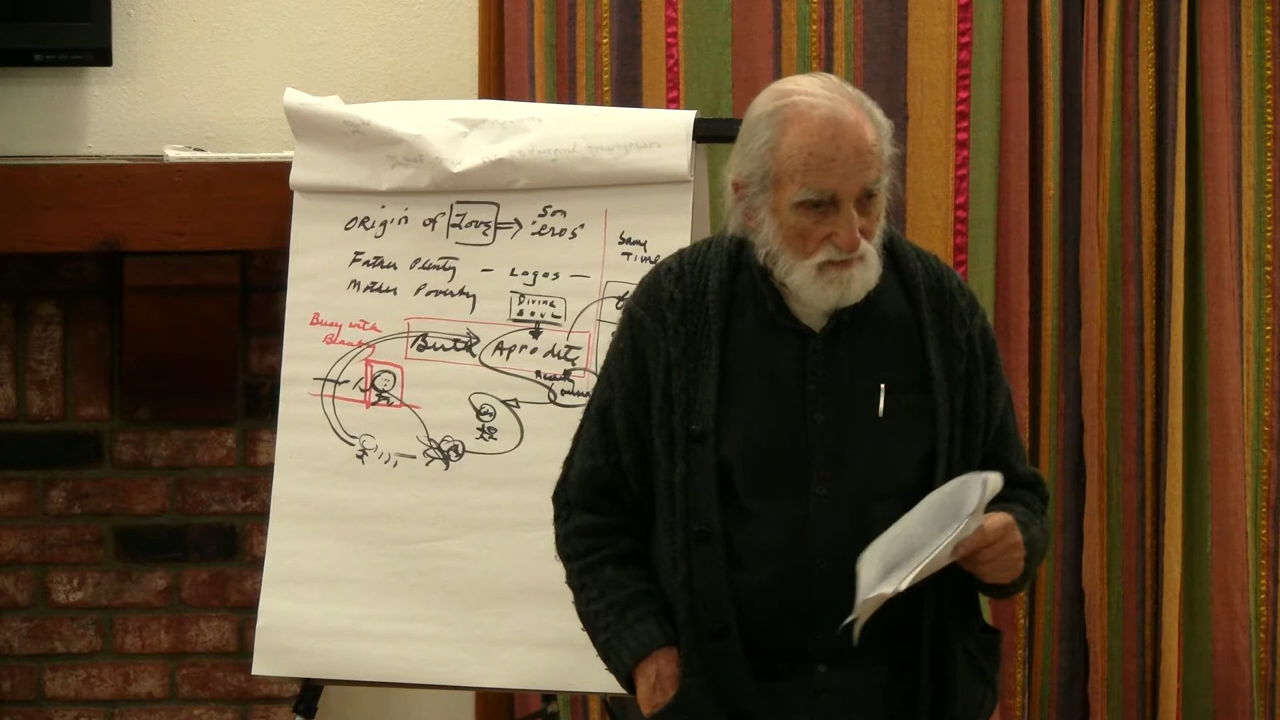 Origin of Love => Son
"eros"
Same
Time
Father Plenty - Logos -
Mother Poverty
Divine
Soul
Busy with
Beauty
Birth Aprodite